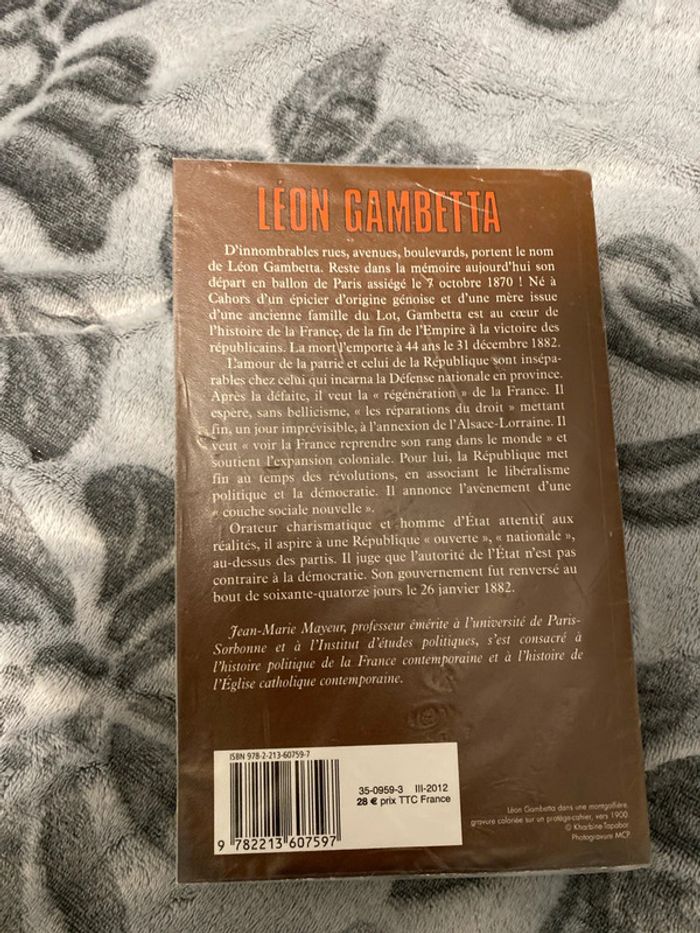 LÉON GAMBETTA
D'innombrables rues, avenues, boulevards, portent le nom
de Léon Gambetta. Reste dans la mémoire aujourd'hui son
départ en ballon de Paris assiégé le 7 octobre 1870 ! Né à
Cahors d'un épicier d'origine génoise et d'une mère issue
d'une ancienne famille du Lot, Gambetta est au cœur de
l'histoire de la France, de la fin de l'Empire à la victoire des
républicains. La mort l'emporte à 44 ans le 31 décembre 1882.
L'amour de la patrie et celui de la République sont insépa-
rables chez celui qui incarna la Défense nationale en province.
Après la défaite, il veut la « régénération » de la France. Il
espère, sans bellicisme, « les réparations du droit » mettant
fin, un jour imprévisible, à l'annexion de l'Alsace-Lorraine. Il
veut « voir la France reprendre son rang dans le monde » et
soutient l'expansion coloniale. Pour lui, la République met
fin au temps des révolutions, en associant le libéralisme
politique et la démocratie. Il annonce l'avènement d'une
« couche sociale nouvelle ».
Orateur charismatique et homme d'État attentif aux
réalités, il aspire à une République « ouverte », « nationale »,
au-dessus des partis. Il juge que l'autorité de l'État n'est pas
contraire à la démocratie. Son gouvernement fut renversé au
bout de soixante-quatorze jours le 26 janvier 1882.
Jean-Marie Mayeur, professeur émérite à l'université de Paris-
Sorbonne et à l'Institut d'études politiques, s'est consacré à
l'histoire politique de la France contemporaine et à l'histoire de
l'Église catholique contemporaine.
ISBN 978-2-213-60759-7
9 782213 607597
35-0959-3 III-2012
28 € prix TTC France
Léon Gambetta dans une montgolfière,
gravure coloriée sur un protège-cahier, vers 1900.
© Kharbine Tapabor
Photogravure MCP